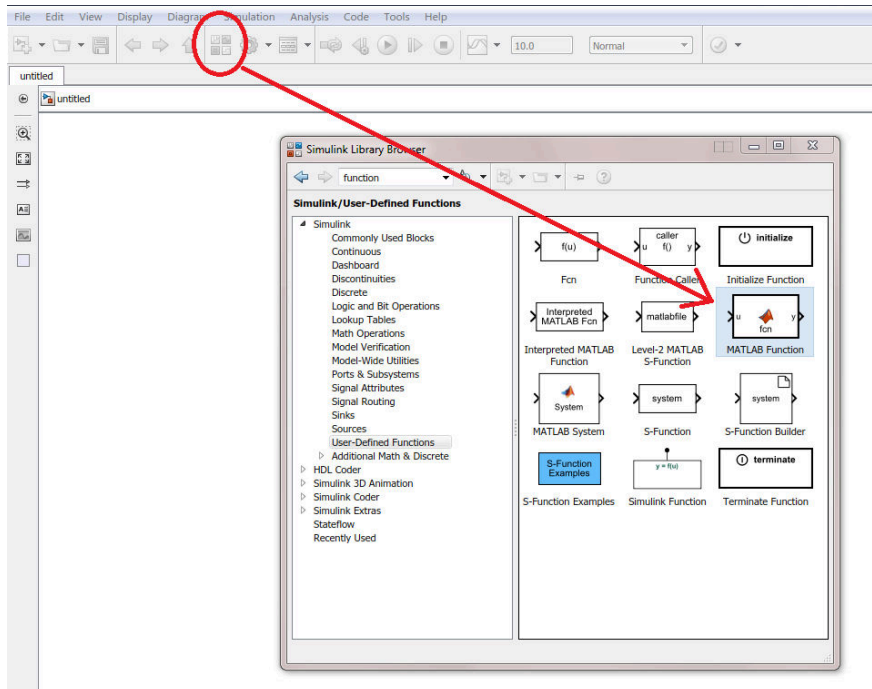 File Edit View Display Diagram Simulation Analysis Code Tools Help
10.0 Normal
untitled
untitled
Simulink Library Browser
function
Simulink/User-Defined Functions
Simulink
Commonly Used Blocks
Continuous
Dashboard
Discontinuities
Discrete
Logic and Bit Operations
Lookup Tables
Math Operations
Model Verification
Model-Wide Utilities
Ports & Subsystems
Signal Attributes
Signal Routing
Sinks
Sources
User-Defined Functions
Additional Math & Discrete
HDL Coder
Simulink 3D Animation
Simulink Coder
Simulink Extras
Stateflow
Recently Used
f(u)
Fcn
caller
u f() y
Function Caller
initialize
Initialize Function
Interpreted
MATLAB Fcn
Interpreted MATLAB
Function
matlabfile
Level-2 MATLAB
S-Function
u y
fcn
MATLAB Function
System
MATLAB System
system
S-Function
system
S-Function Builder
S-Function
Examples
S-Function Examples
y = f(u)
Simulink Function
terminate
Terminate Function